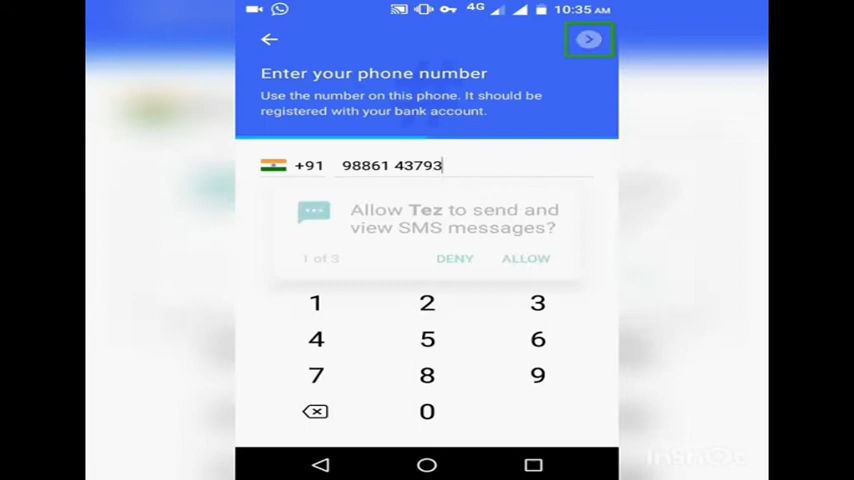 4G
10:35 AM
Enter your phone number
Use the number on this phone. It should be
registered with your bank account.
+91 98861 43793
Allow Tez to send and
view SMS messages?
1 of 3 DENY ALLOW
1 2 3
4 5 6
7 8 9
0
InShOt